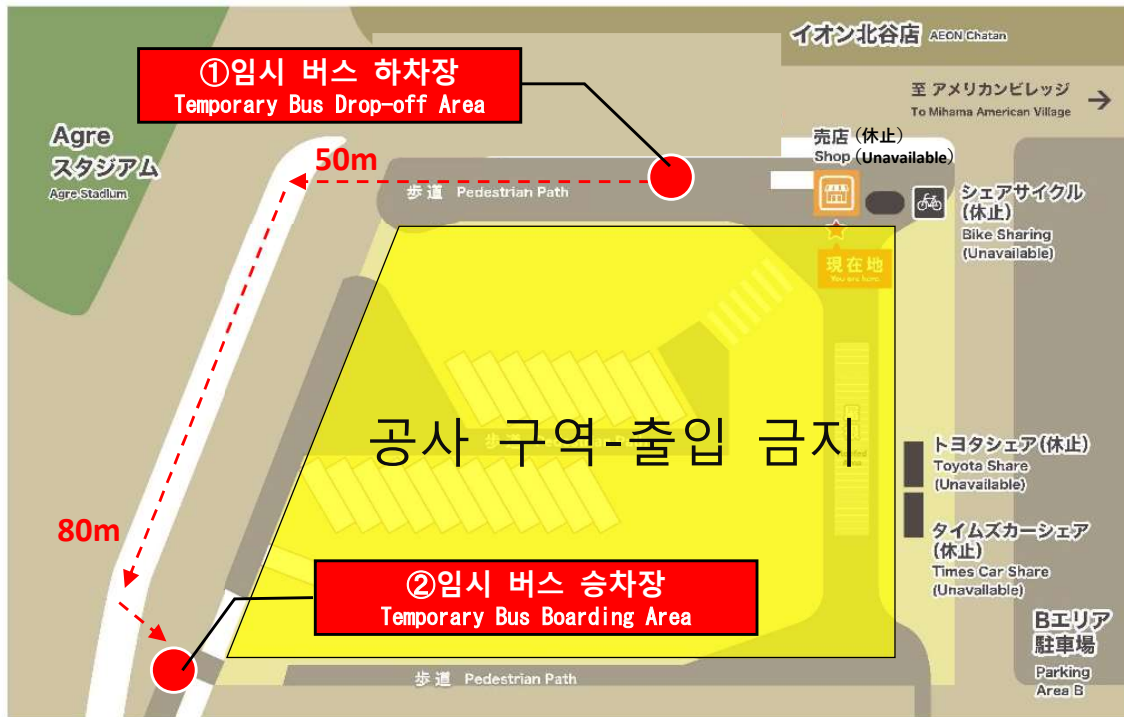 イオン北谷店 AEON Chatan
①임시 버스 하차장
Temporary Bus Drop-off Area
至 アメリカンビレッジ
To Mihama American Village
Agre
スタジアム
Agre Stadium
売店 (休止)
Shop (Unavailable)
50m
歩道 Pedestrian Path
シェアサイクル
(休止)
Bike Sharing
(Unavailable)
現在地
You are here
공사 구역-출입 금지
トヨタシェア(休止)
Toyota Share
(Unavailable)
80m
タイムズカーシェア
(休止)
Times Car Share
(Unavailable)
②임시 버스 승차장
Temporary Bus Boarding Area
Bエリア
駐車場
Parking
Area B
歩道 Pedestrian Path